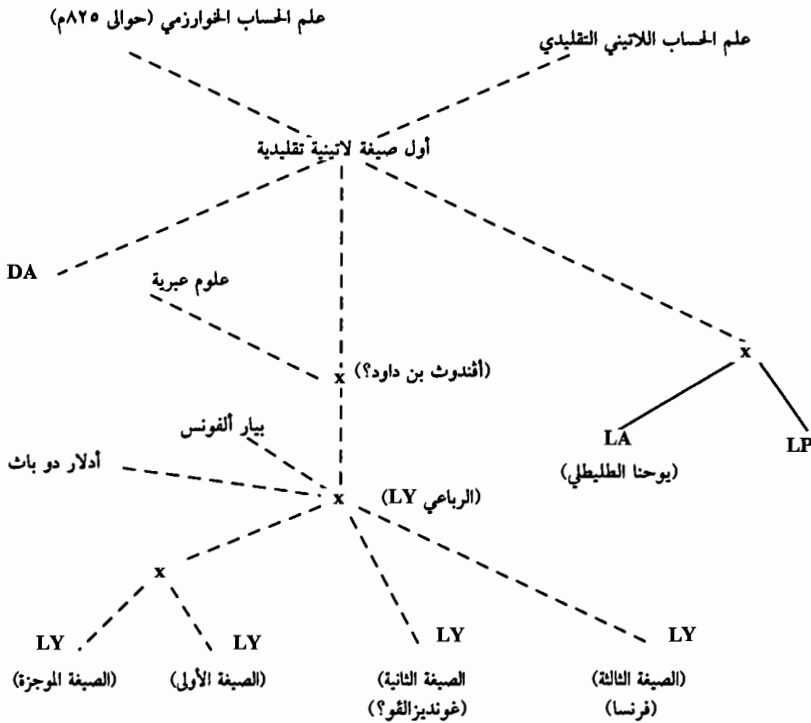 علم الحساب الخوارزمي (حوالى ٨٢٥م)
علم الحساب اللاتيني التقليدي
أول صيغة لاتينية تقليدية
DA
علوم عبرية
x
x (أڤندوث بن داود؟)
بيار ألفونس
LA
LP
(يوحنا الطليطلي)
أدلار دو باث
x (الرباعي LY)
x
LY
LY
LY
LY
(الصيغة الموجزة)
(الصيغة الأولى)
(الصيغة الثانية
(الصيغة الثالثة)
غونديزالڤو؟)
(فرنسا)